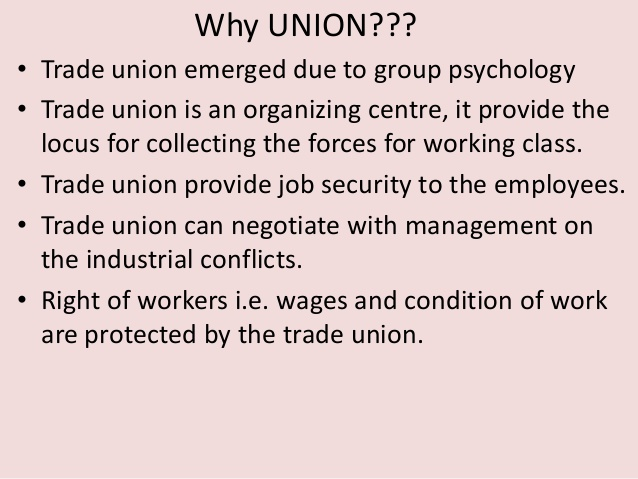 Why UNION???
• Trade union emerged due to group psychology
• Trade union is an organizing centre, it provide the
locus for collecting the forces for working class.
• Trade union provide job security to the employees.
• Trade union can negotiate with management on
the industrial conflicts.
• Right of workers i.e. wages and condition of work
are protected by the trade union.